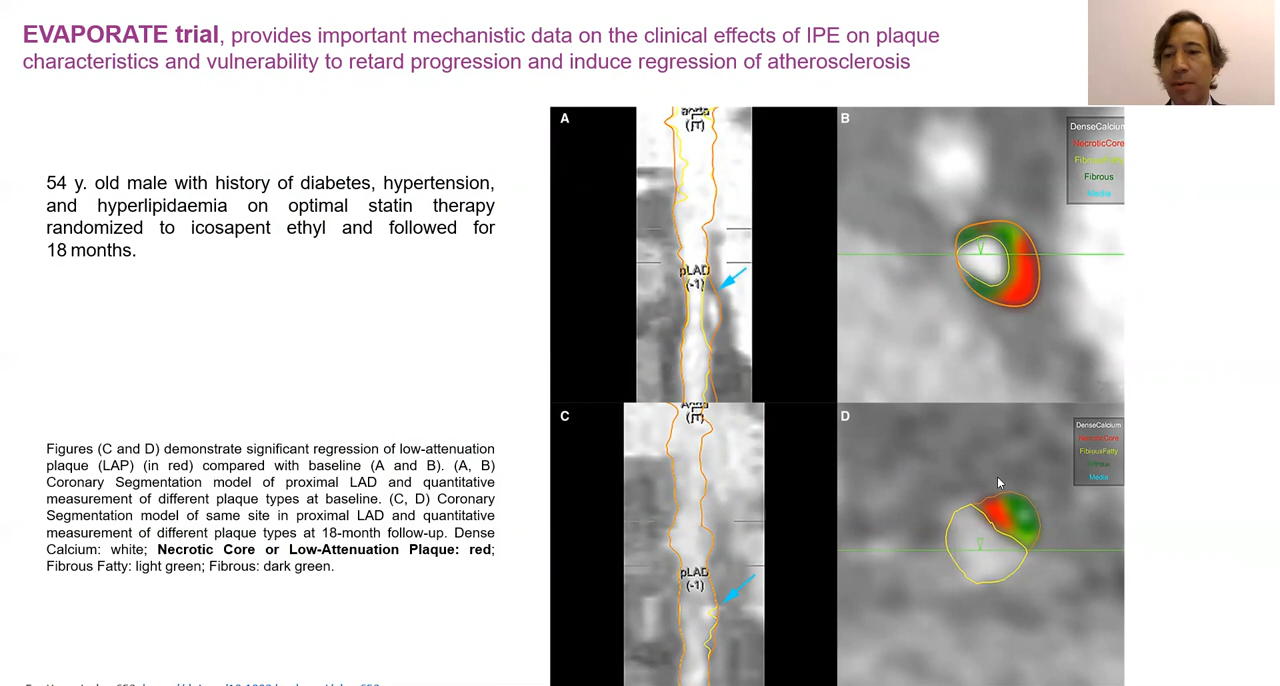 EVAPORATE trial, provides important mechanistic data on the clinical effects of IPE on plaque
characteristics and vulnerability to retard progression and induce regression of atherosclerosis
54 y. old male with history of diabetes, hypertension,
and hyperlipidaemia on optimal statin therapy
randomized to icosapent ethyl and followed for
18 months.
Figures (C and D) demonstrate significant regression of low-attenuation
plaque (LAP) (in red) compared with baseline (A and B). (A, B)
Coronary Segmentation model of proximal LAD and quantitative
measurement of different plaque types at baseline. (C, D) Coronary
Segmentation model of same site in proximal LAD and quantitative
measurement of different plaque types at 18-month follow-up. Dense
Calcium: white; Necrotic Core or Low-Attenuation Plaque: red;
Fibrous Fatty: light green; Fibrous: dark green.
A
pLAD
(-1)
B
DenseCalcium
NecroticCore
FibrousFatty
Fibrous
Media
C
pLAD
(-1)
D
DenseCalcium
NecroticCore
FibrousFatty
Fibrous
Media